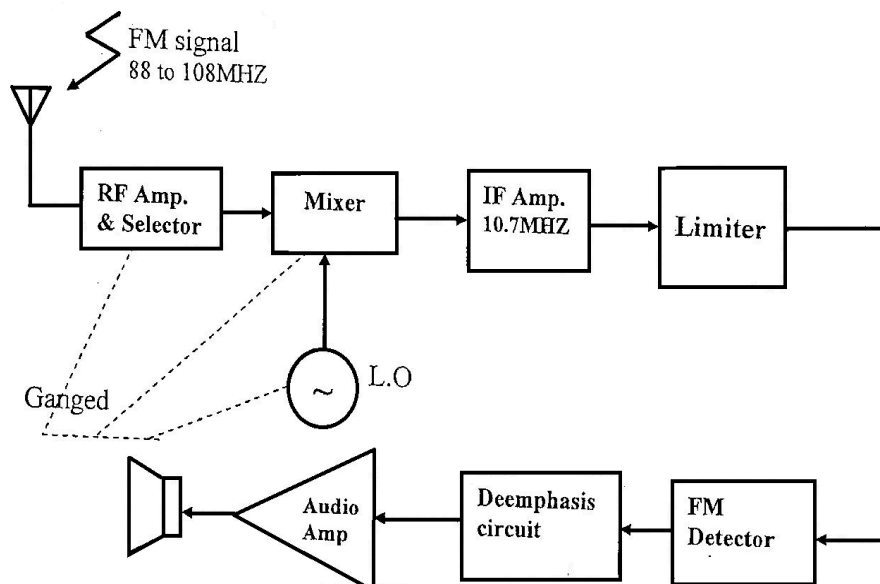 FM signal
88 to 108MHZ
RF Amp.
& Selector
Mixer
IF Amp.
10.7MHZ
Limiter
L.O
~
Ganged
Audio
Amp
Deemphasis
circuit
FM
Detector